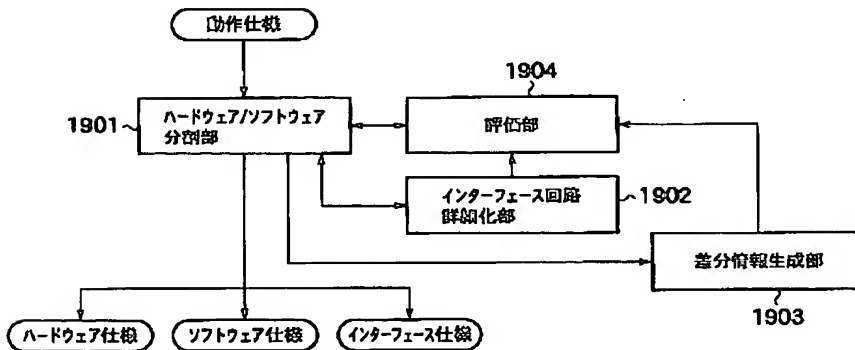 動作仕様
1904
1901
ハードウェア/ソフトウェア
分割部
評価部
インターフェース回路
詳細化部
1902
差分情報生成部
1903
ハードウェア仕様
ソフトウェア仕様
インターフェース仕様